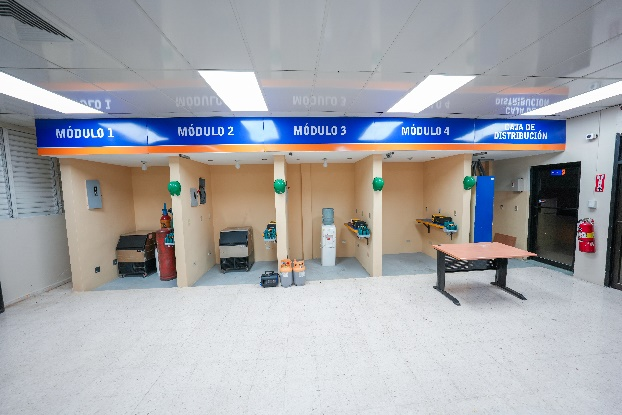 MÓDULO 1
MÓDULO 2
MÓDULO 3
MÓDULO 4
CAJA DE
DISTRIBUCIÓN